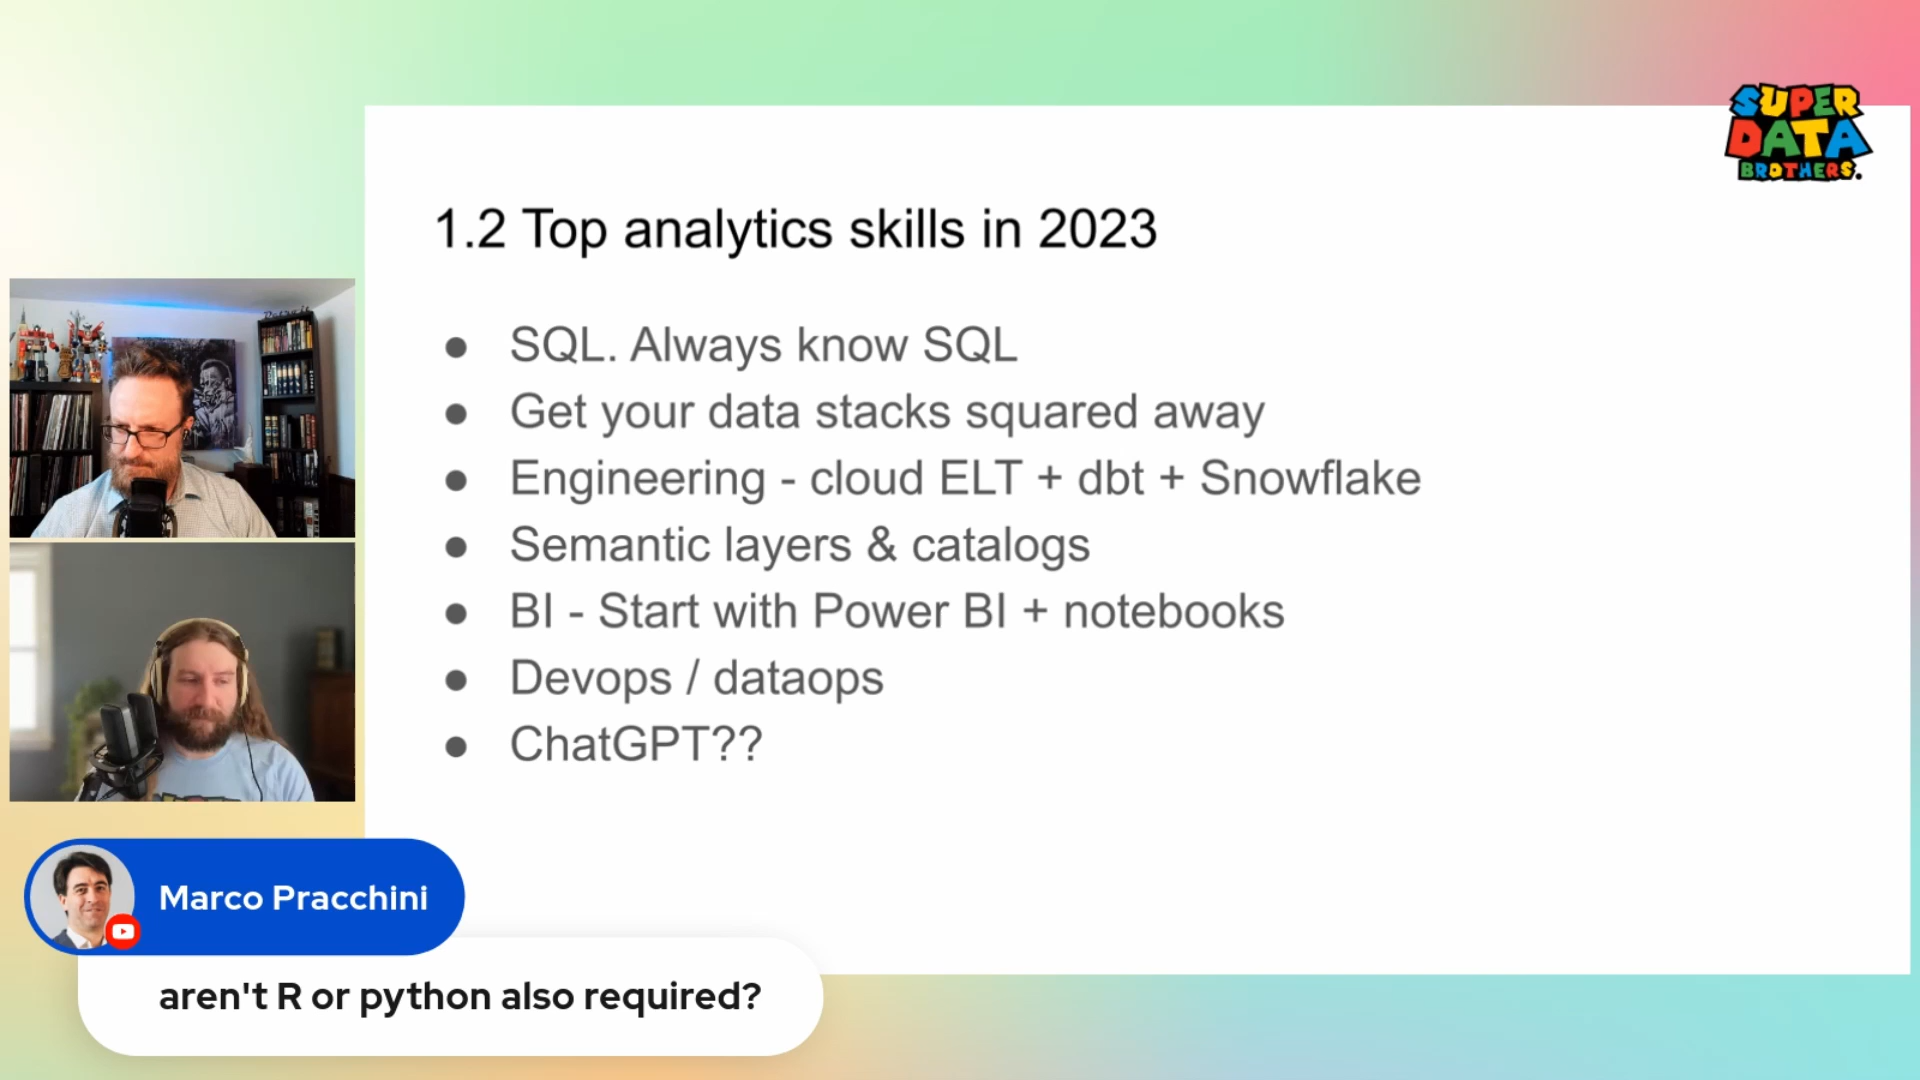 SUPER
DATA
BROTHERS.
1.2 Top analytics skills in 2023
● SQL. Always know SQL
● Get your data stacks squared away
● Engineering - cloud ELT + dbt + Snowflake
● Semantic layers & catalogs
● BI - Start with Power BI + notebooks
● Devops / dataops
● ChatGPT??
Marco Pracchini
aren't R or python also required?